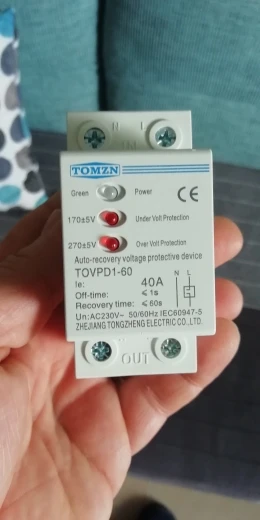 N L
TOMZN
Green Power
CE
170±5V Under Volt Protection
270±5V Over Volt Protection
Auto-recovery voltage protective device
TOVPD1-60
Ie: 40A N L
Off-time: ⩽1s
Recovery time: ⩽60s
Un:AC230V~ 50/60Hz IEC60947-5
ZHEJIANG TONGZHENG ELECTRIC CO.,LTD.
OUT